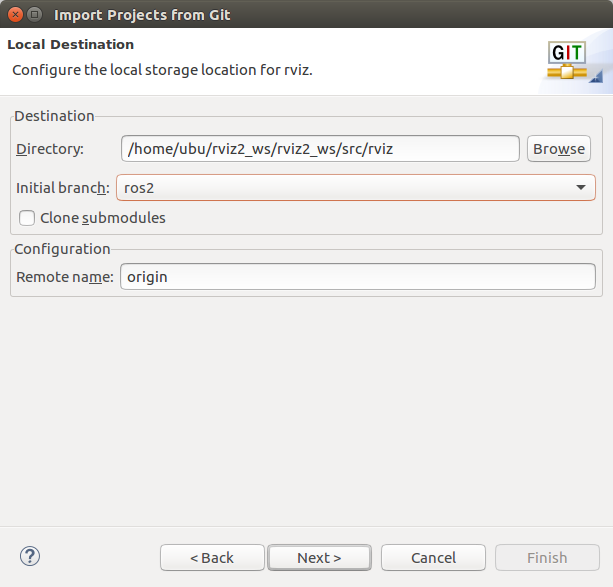 Import Projects from Git
Local Destination
Configure the local storage location for rviz.
GIT
Destination
Directory: /home/ubu/rviz2_ws/rviz2_ws/src/rviz Browse
Initial branch: ros2
Clone submodules
Configuration
Remote name: origin
? < Back Next > Cancel Finish